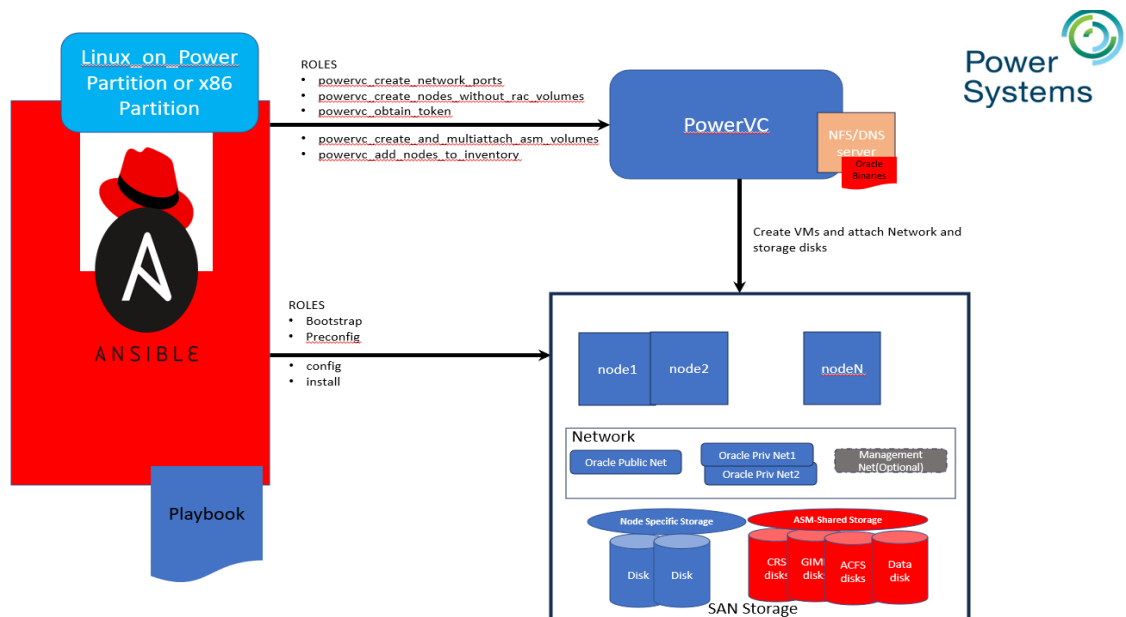 Linux_on_Power
Partition or x86
Partition
ANSIBLE
Playbook
ROLES
• powervc_create_network_ports
• powervc_create_nodes_without_rac_volumes
• powervc_obtain_token
• powervc_create_and_multiattach_asm_volumes
• powervc_add_nodes_to_inventory
PowerVC
NFS/DNS
server
Oracle
Binaries
Power
Systems
Create VMs and attach Network and
storage disks
ROLES
• Bootstrap
• Preconfig
• config
• install
node1
node2
nodeN
Network
Oracle Public Net
Oracle Priv Net1
Oracle Priv Net2
Management
Net(Optional)
Node Specific Storage
ASM-Shared Storage
Disk
Disk
CRS
disks
disks
ACFS
disks
Data
disk
SAN Storage